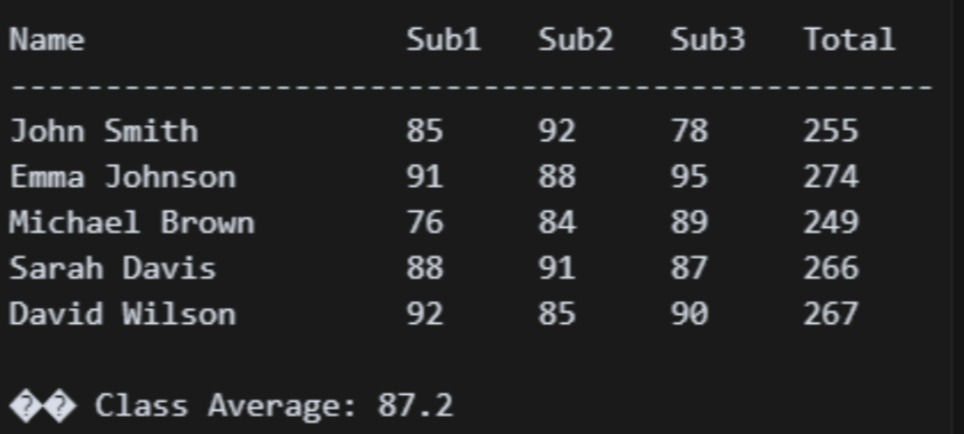 Name Sub1 Sub2 Sub3 Total
--------------------------------------------------
John Smith 85 92 78 255
Emma Johnson 91 88 95 274
Michael Brown 76 84 89 249
Sarah Davis 88 91 87 266
David Wilson 92 85 90 267
�� Class Average: 87.2